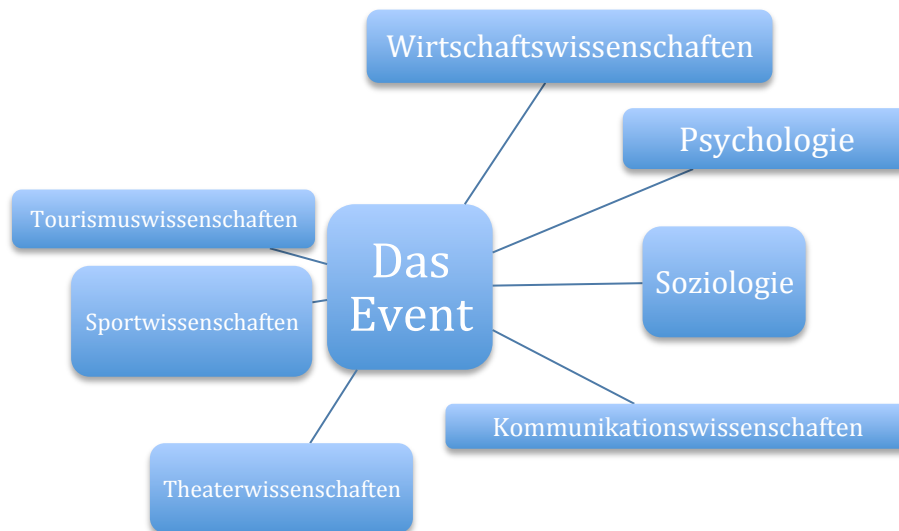 Wirtschaftswissenschaften
Psychologie
Tourismuswissenschaften
Das
Event
Soziologie
Sportwissenschaften
Kommunikationswissenschaften
Theaterwissenschaften